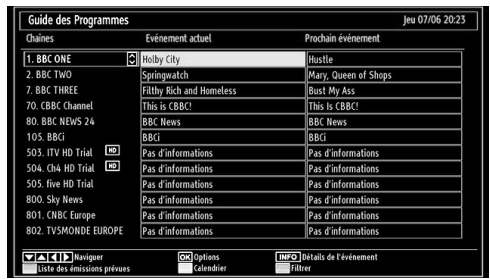 Guide des Programmes Jeu 07/06 20:23
Chaînes Evénement actuel Prochain événement
1. BBC ONE Holby City Hustle
2. BBC TWO Springwatch Mary, Queen of Shops
7. BBC THREE Filthy Rich and Homeless Bust My Ass
70. CBBC Channel This is CBBC! This Is CBBC!
80. BBC NEWS 24 BBC News BBC News
105. BBCi BBCi BBCi
503. ITV HD Trial HD Pas d'informations Pas d'informations
504. Ch4 HD Trial HD Pas d'informations Pas d'informations
505. five HD Trial Pas d'informations Pas d'informations
800. Sky News Pas d'informations Pas d'informations
801. CNBC Europe Pas d'informations Pas d'informations
802. TV5MONDE EUROPE Pas d'informations Pas d'informations
Naviguer OK Options INFO Détails de l'événement
Liste des émissions prévues Calendrier Filtrer